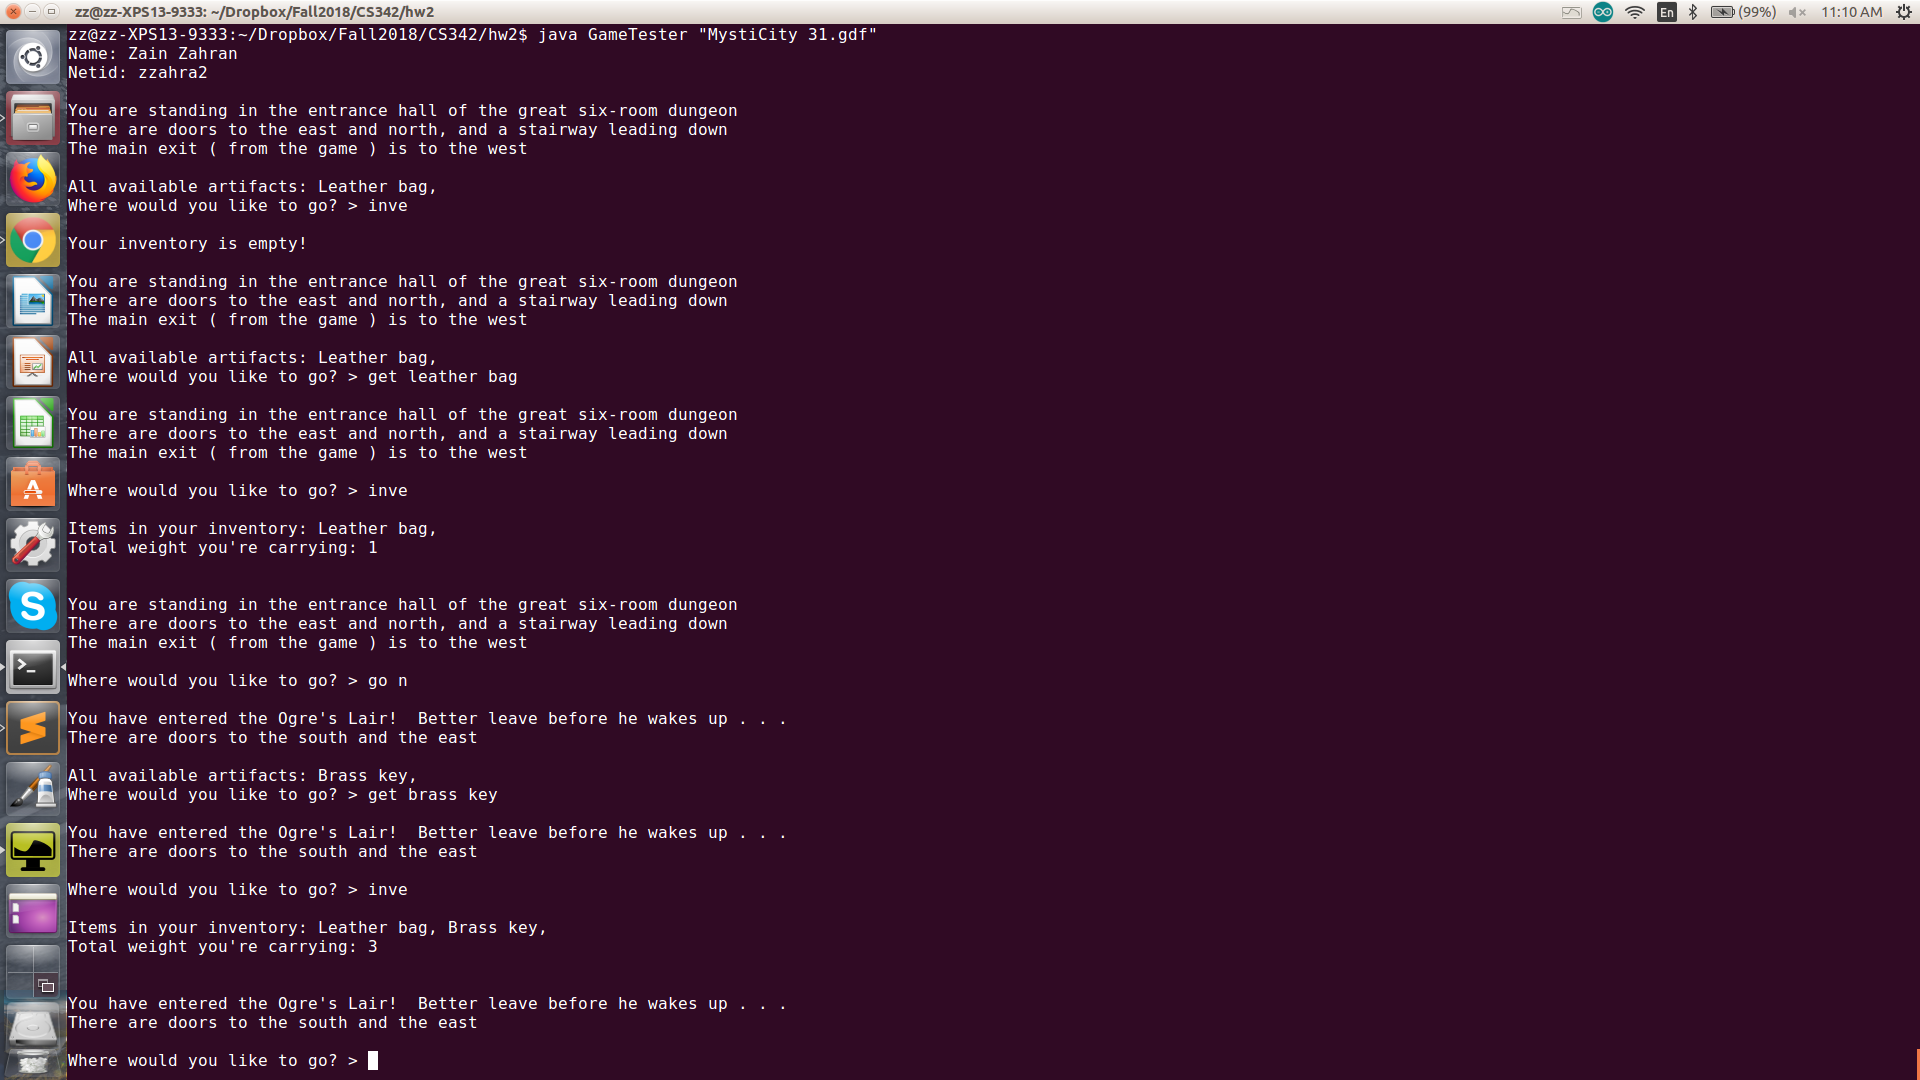 zz@zz-XPS13-9333: ~/Dropbox/Fall2018/CS342/hw2
En
(99%)
11:10 AM
zz@zz-XPS13-9333:~/Dropbox/Fall2018/CS342/hw2$ java GameTester "MystiCity 31.gdf"
Name: Zain Zahran
Netid: zzahra2
You are standing in the entrance hall of the great six-room dungeon
There are doors to the east and north, and a stairway leading down
The main exit ( from the game ) is to the west
All available artifacts: Leather bag,
Where would you like to go? > inve
Your inventory is empty!
You are standing in the entrance hall of the great six-room dungeon
There are doors to the east and north, and a stairway leading down
The main exit ( from the game ) is to the west
All available artifacts: Leather bag,
Where would you like to go? > get leather bag
You are standing in the entrance hall of the great six-room dungeon
There are doors to the east and north, and a stairway leading down
The main exit ( from the game ) is to the west
Where would you like to go? > inve
Items in your inventory: Leather bag,
Total weight you're carrying: 1
You are standing in the entrance hall of the great six-room dungeon
There are doors to the east and north, and a stairway leading down
The main exit ( from the game ) is to the west
Where would you like to go? > go n
You have entered the Ogre's Lair!  Better leave before he wakes up . . .
There are doors to the south and the east
All available artifacts: Brass key,
Where would you like to go? > get brass key
You have entered the Ogre's Lair!  Better leave before he wakes up . . .
There are doors to the south and the east
Where would you like to go? > inve
Items in your inventory: Leather bag, Brass key,
Total weight you're carrying: 3
You have entered the Ogre's Lair!  Better leave before he wakes up . . .
There are doors to the south and the east
Where would you like to go? >